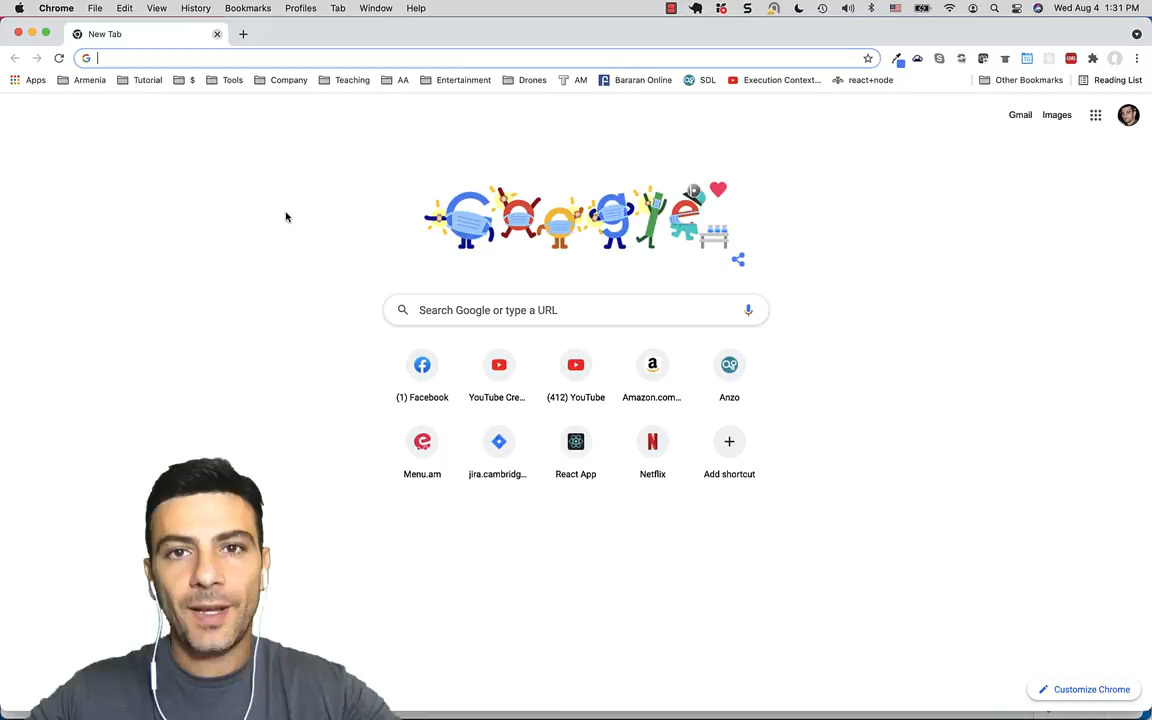 Chrome File Edit View History Bookmarks Profiles Tab Window Help Wed Aug 4 1:31 PM
New Tab
Apps Armenia Tutorial $ Tools Company Teaching AA Entertainment Drones AM Bararan Online SDL Execution Context... react+node Other Bookmarks Reading List
Gmail Images
Google
Search Google or type a URL
(1) Facebook YouTube Cre... (412) YouTube Amazon.com... Anzo
Menu.am jira.cambridg... React App Netflix Add shortcut
Customize Chrome